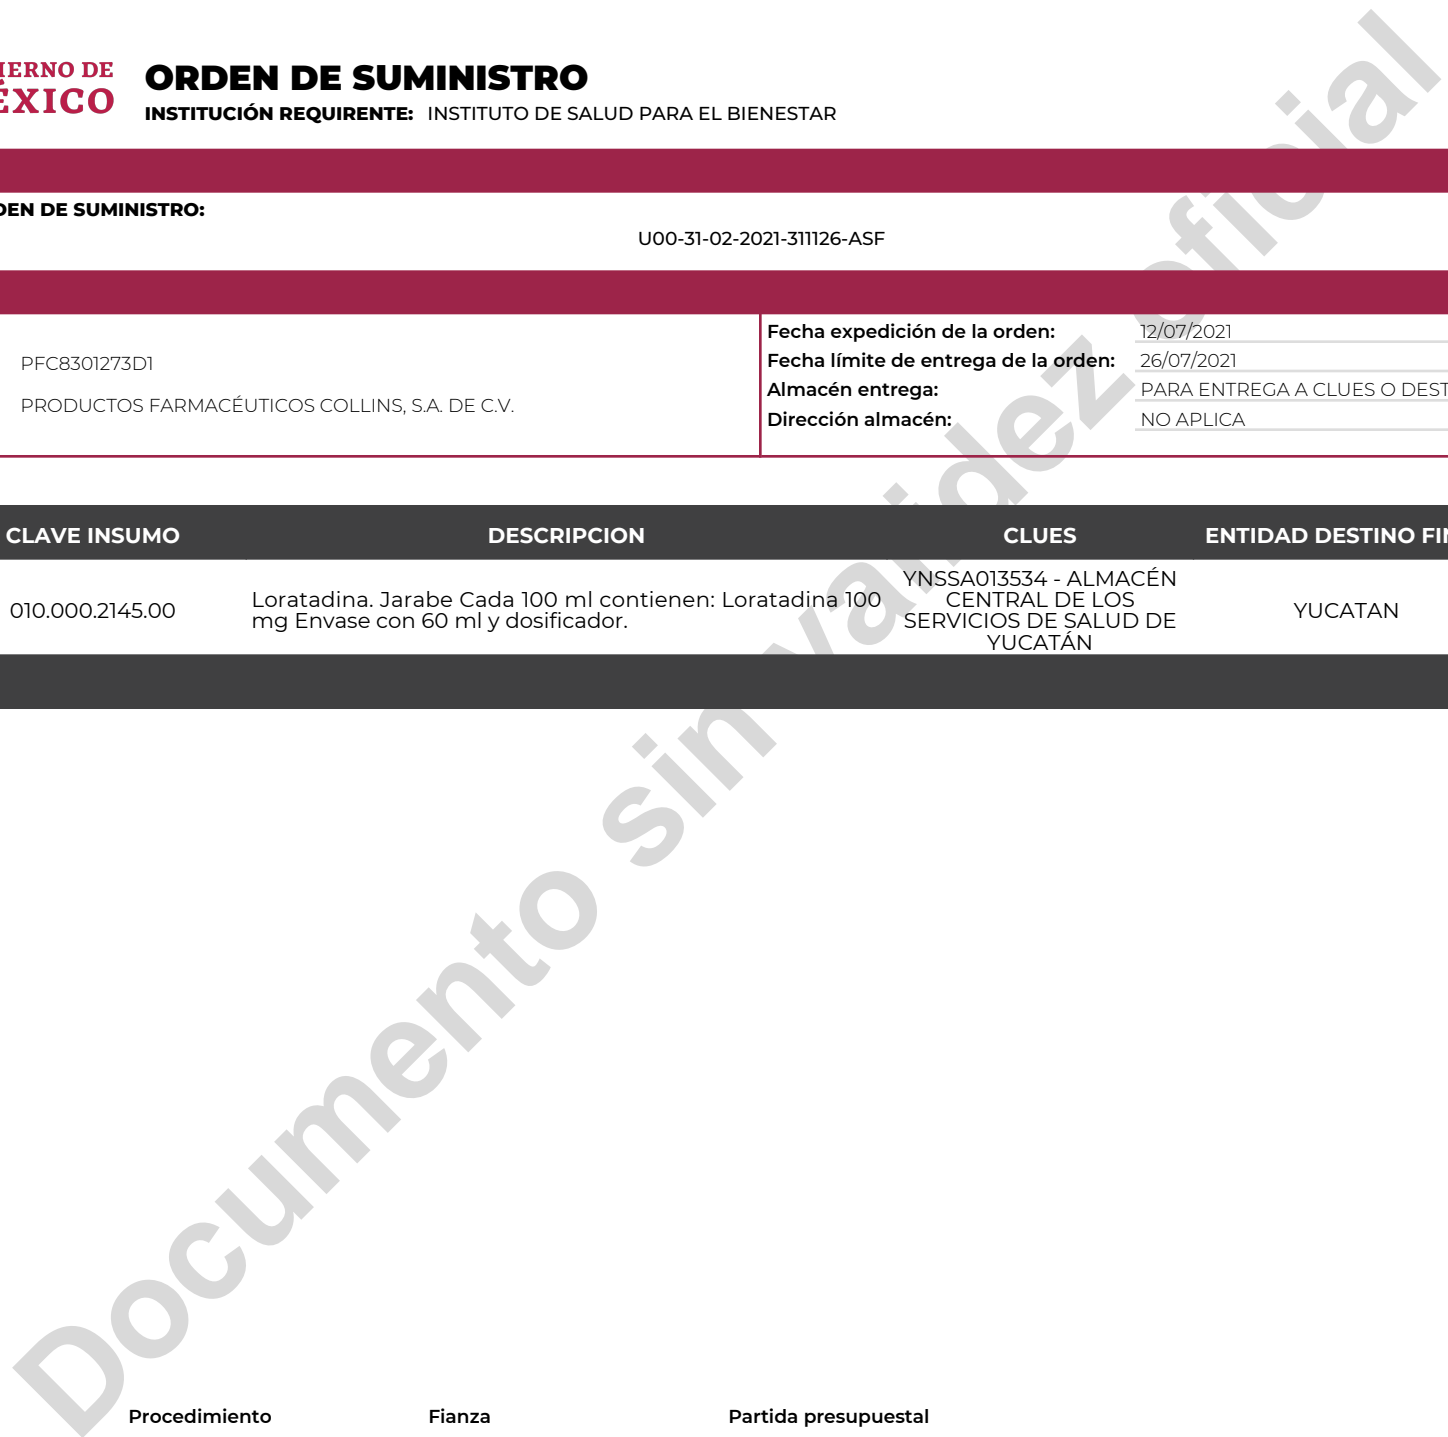 IERNO DE
ÉXICO
ORDEN DE SUMINISTRO
INSTITUCIÓN REQUIRENTE: INSTITUTO DE SALUD PARA EL BIENESTAR
DEN DE SUMINISTRO:
U00-31-02-2021-311126-ASF
PFC8301273D1
PRODUCTOS FARMACÉUTICOS COLLINS, S.A. DE C.V.
Fecha expedición de la orden: 12/07/2021
Fecha límite de entrega de la orden: 26/07/2021
Almacén entrega: PARA ENTREGA A CLUES O DEST
Dirección almacén: NO APLICA
CLAVE INSUMO DESCRIPCION CLUES ENTIDAD DESTINO FIN
010.000.2145.00
Loratadina. Jarabe Cada 100 ml contienen: Loratadina 100
mg Envase con 60 ml y dosificador.
YNSSA013534 - ALMACÉN
CENTRAL DE LOS
SERVICIOS DE SALUD DE
YUCATÁN
YUCATAN
Documento sin validez oficial
Procedimiento Fianza Partida presupuestal